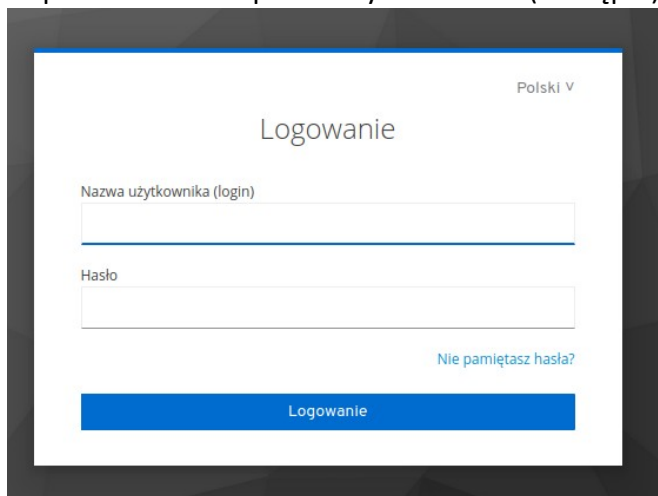 Polski
Logowanie
Nazwa użytkownika (login)
Hasło
Nie pamiętasz hasła?
Logowanie